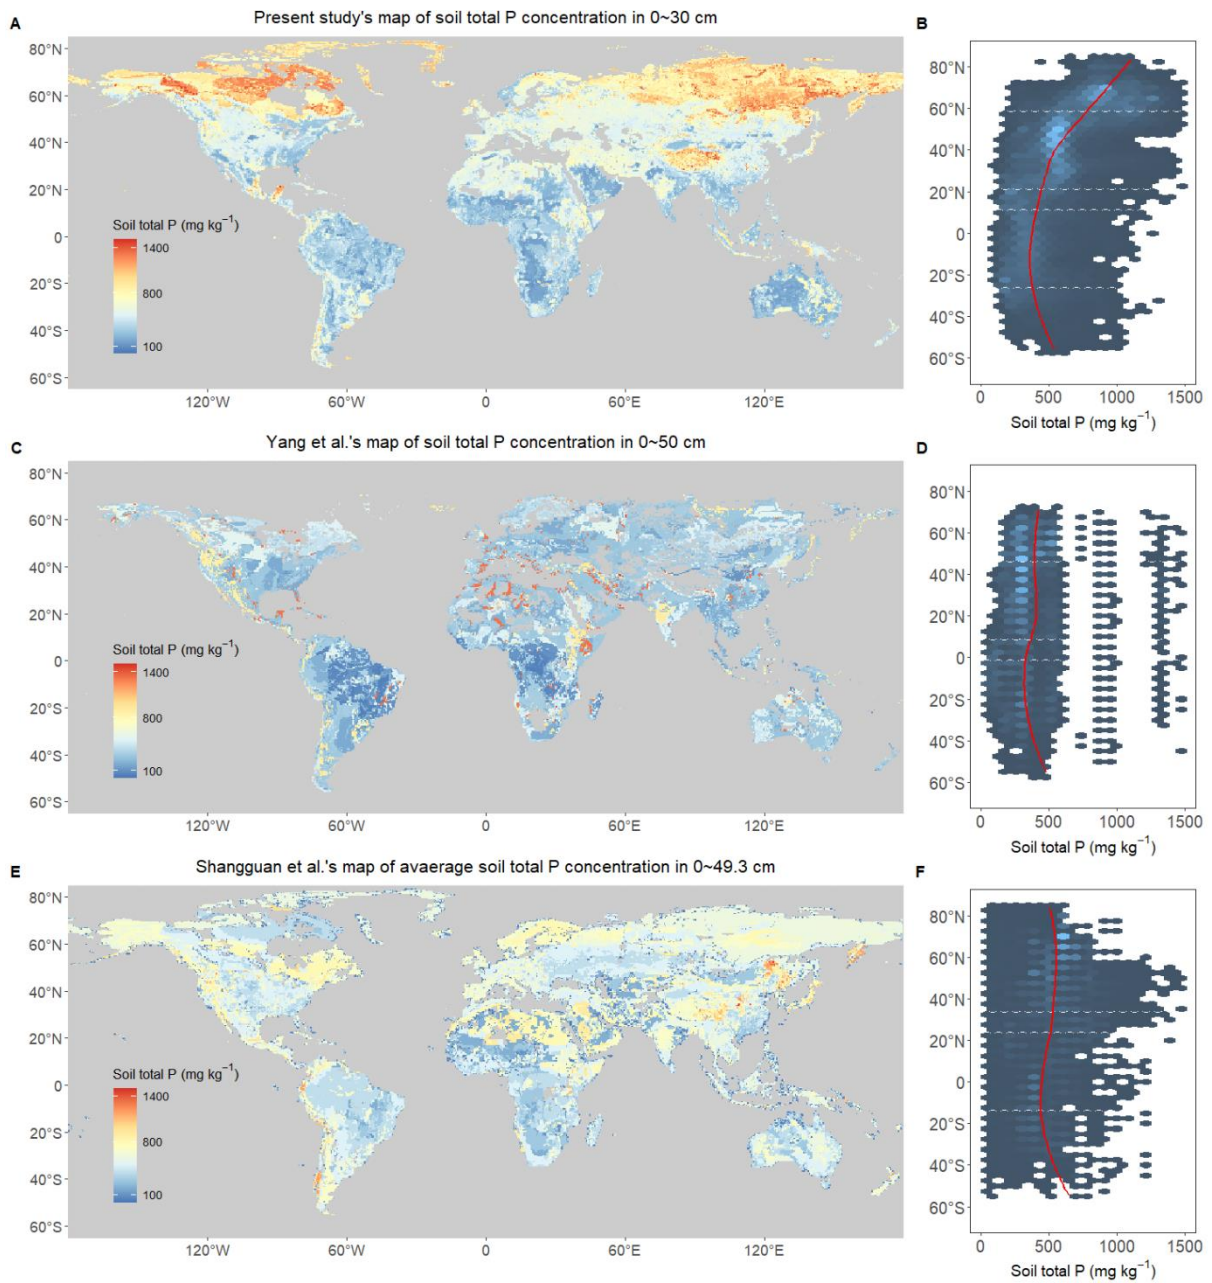 A
Present study's map of soil total P concentration in 0~30 cm
B
80°N
60°N
40°N
20°N
0
20°S
40°S
60°S
Soil total P (mg kg⁻¹)
1400
800
100
120°W 60°W 0 60°E 120°E
80°N
60°N
40°N
20°N
0
20°S
40°S
60°S
0 500 1000 1500
Soil total P (mg kg⁻¹)
C
Yang et al.'s map of soil total P concentration in 0~50 cm
D
80°N
60°N
40°N
20°N
0
20°S
40°S
60°S
Soil total P (mg kg⁻¹)
1400
800
100
120°W 60°W 0 60°E 120°E
80°N
60°N
40°N
20°N
0
20°S
40°S
60°S
0 500 1000 1500
Soil total P (mg kg⁻¹)
E
Shangguan et al.'s map of avaerage soil total P concentration in 0~49.3 cm
F
80°N
60°N
40°N
20°N
0
20°S
40°S
60°S
Soil total P (mg kg⁻¹)
1400
800
100
120°W 60°W 0 60°E 120°E
80°N
60°N
40°N
20°N
0
20°S
40°S
60°S
0 500 1000 1500
Soil total P (mg kg⁻¹)